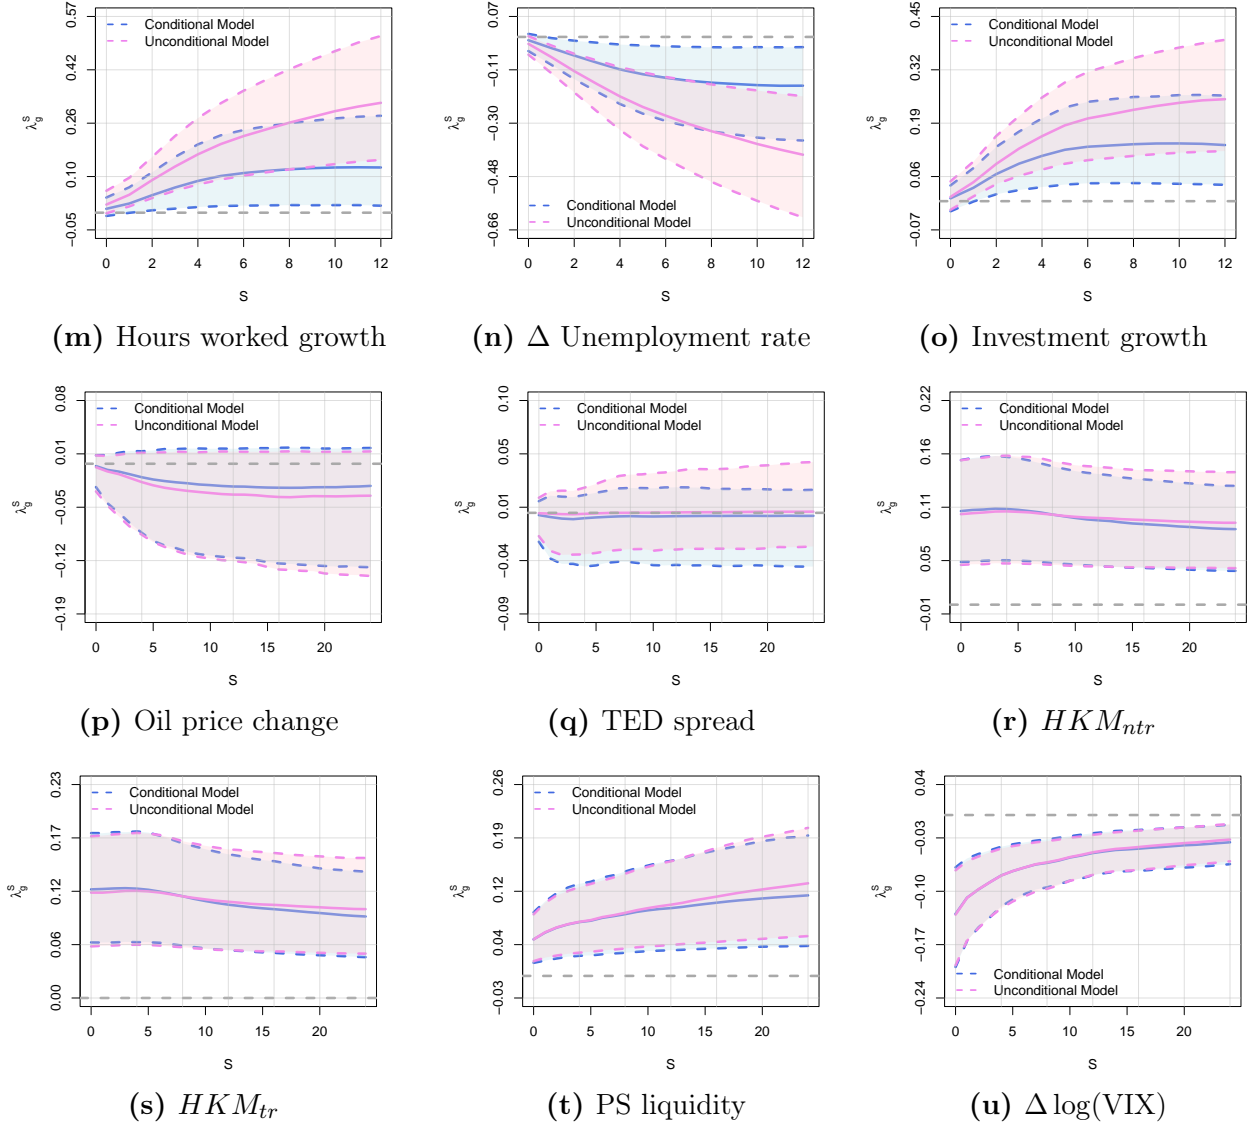 0.57
0.42
0.26
0.10
−0.05
λ_g^S
Conditional Model
Unconditional Model
0 2 4 6 8 10 12
S
(m) Hours worked growth
0.07
−0.11
−0.30
−0.48
−0.66
λ_g^S
Conditional Model
Unconditional Model
0 2 4 6 8 10 12
S
(n) Δ Unemployment rate
0.45
0.32
0.19
0.06
−0.07
λ_g^S
Conditional Model
Unconditional Model
0 2 4 6 8 10 12
S
(o) Investment growth
0.08
0.01
−0.05
−0.12
−0.19
λ_g^S
Conditional Model
Unconditional Model
0 5 10 15 20
S
(p) Oil price change
0.10
0.05
0.01
−0.04
−0.09
λ_g^S
Conditional Model
Unconditional Model
0 5 10 15 20
S
(q) TED spread
0.22
0.16
0.11
0.05
−0.01
λ_g^S
Conditional Model
Unconditional Model
0 5 10 15 20
S
(r) HKM_ntr
0.23
0.17
0.12
0.06
0.00
λ_g^S
Conditional Model
Unconditional Model
0 5 10 15 20
S
(s) HKM_tr
0.26
0.19
0.12
0.04
−0.03
λ_g^S
Conditional Model
Unconditional Model
0 5 10 15 20
S
(t) PS liquidity
0.04
−0.03
−0.10
−0.17
−0.24
λ_g^S
Conditional Model
Unconditional Model
0 5 10 15 20
S
(u) Δ log(VIX)